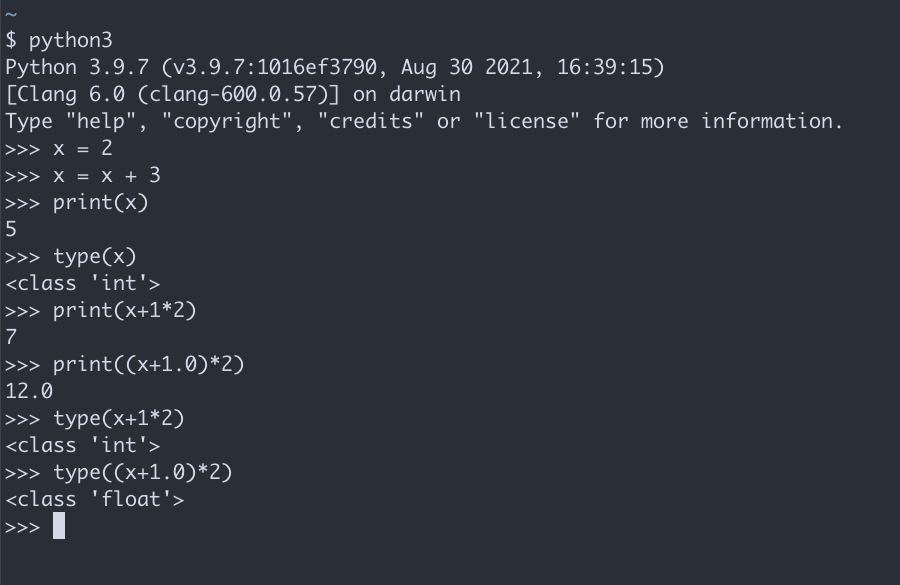 ~
$ python3
Python 3.9.7 (v3.9.7:1016ef3790, Aug 30 2021, 16:39:15)
[Clang 6.0 (clang-600.0.57)] on darwin
Type "help", "copyright", "credits" or "license" for more information.
>>> x = 2
>>> x = x + 3
>>> print(x)
5
>>> type(x)
<class 'int'>
>>> print(x+1*2)
7
>>> print((x+1.0)*2)
12.0
>>> type(x+1*2)
<class 'int'>
>>> type((x+1.0)*2)
<class 'float'>
>>>